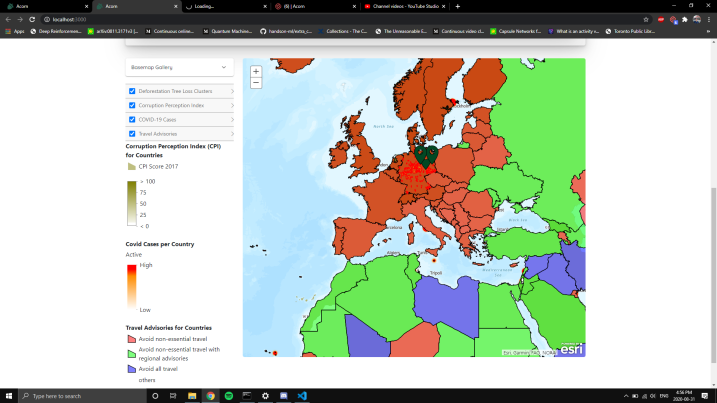 Acorn
Acorn
Loading...
(6) | Acorn
Channel videos - YouTube Studio
localhost:3000
Apps
Deep Reinforcemen...
arXiv:0811.3171v3 [...
Continuous online...
Quantum Machine...
handson-ml/extra_c...
Collections - The C...
The Unreasonable E...
Continuous video cl...
Capsule Networks f...
What is an activity s...
Toronto Public Libr...
Basemap Gallery
Deforestation Tree Loss Clusters
Corruption Perception Index
COVID-19 Cases
Travel Advisories
Corruption Perception Index (CPI)
for Countries
CPI Score 2017
> 100
75
50
25
< 0
Covid Cases per Country
Active
High
Low
Travel Advisories for Countries
Avoid non-essential travel
Avoid non-essential travel with
regional advisories
Avoid all travel
others
+
−
North Sea
Stockholm
Barcelona
Algiers
Tripoli
Black Sea
Mediterranean
Sea
Esri, Garmin, FAO, NOAA
esri
Type here to search
ENG
4:56 PM
2020-08-31